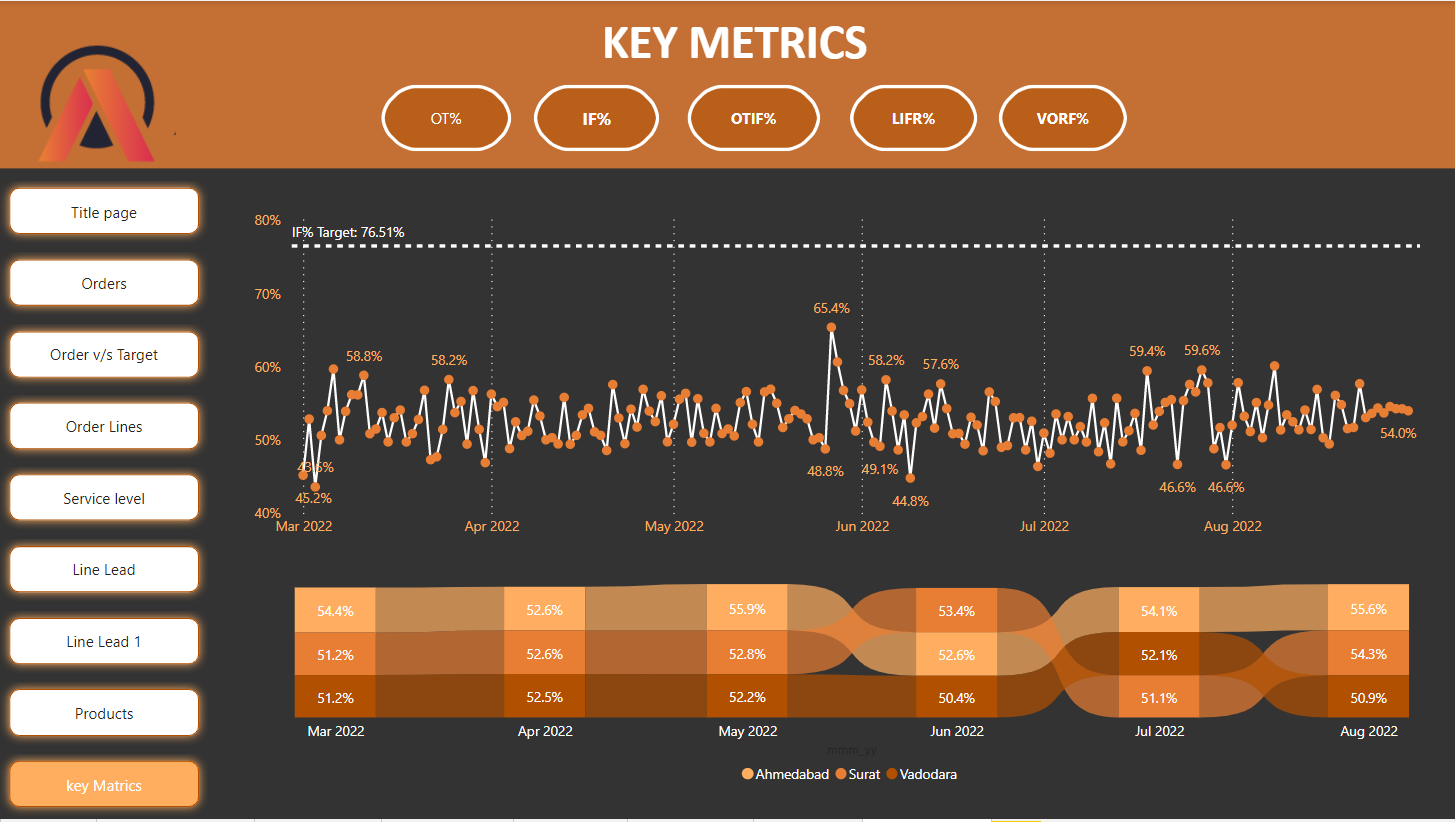 KEY METRICS
OT%
IF%
OTIF%
LIFR%
VORF%
Title page
Orders
Order v/s Target
Order Lines
Service level
Line Lead
Line Lead 1
Products
key Matrics
80%
70%
60%
50%
40%
IF% Target: 76.51%
43.6%
45.2%
58.8%
58.2%
65.4%
48.8%
58.2%
49.1%
44.8%
57.6%
59.4%
46.6%
59.6%
46.6%
54.0%
Mar 2022
Apr 2022
May 2022
Jun 2022
Jul 2022
Aug 2022
54.4%
52.6%
55.9%
53.4%
54.1%
55.6%
51.2%
52.6%
52.8%
52.6%
52.1%
54.3%
51.2%
52.5%
52.2%
50.4%
51.1%
50.9%
Mar 2022
Apr 2022
May 2022
Jun 2022
Jul 2022
Aug 2022
mmm_yy
Ahmedabad
Surat
Vadodara